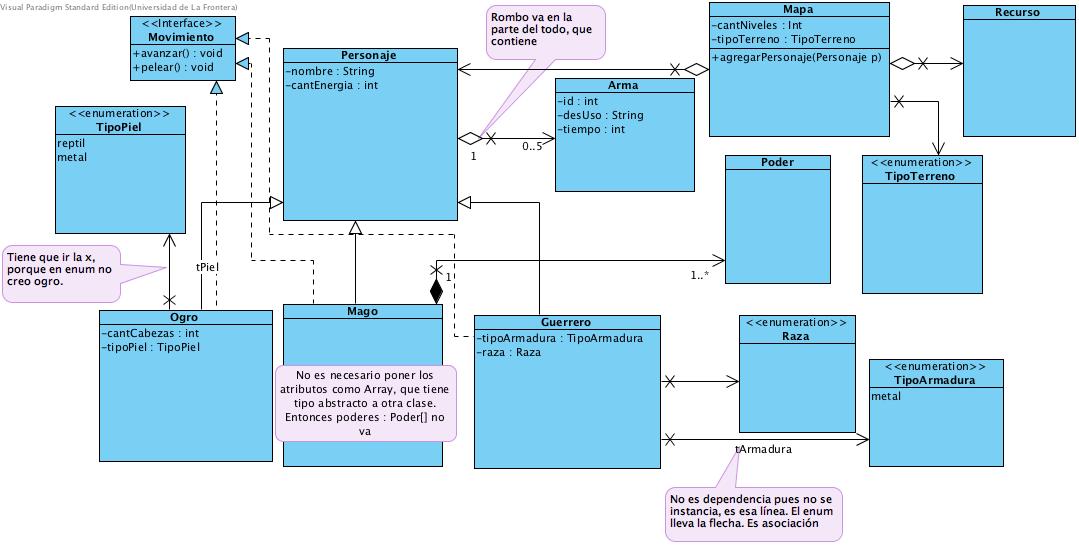 Visual Paradigm Standard Edition(Universidad de La Frontera)
<<Interface>>
Movimiento
+avanzar() : void
+pelear() : void
Personaje
-nombre : String
-cantEnergia : int
Rombo va en la
parte del todo, que
contiene
Mapa
-cantNiveles : Int
-tipoTerreno : TipoTerreno
+agregarPersonaje(Personaje p)
Recurso
<<enumeration>>
TipoPiel
reptil
metal
Arma
-id : int
-desUso : String
-tiempo : int
1
0..5
Poder
<<enumeration>>
TipoTerreno
Tiene que ir la x,
porque en enum no
creo ogro.
tPiel
1
1..*
Ogro
-cantCabezas : int
-tipoPiel : TipoPiel
Mago
No es necesario poner los
atributos como Array, que tiene
tipo abstracto a otra clase.
Entonces poderes : Poder[] no
va
Guerrero
-tipoArmadura : TipoArmadura
-raza : Raza
<<enumeration>>
Raza
<<enumeration>>
TipoArmadura
metal
tArmadura
No es dependencia pues no se
instancia, es esa línea. El enum
lleva la flecha. Es asociación